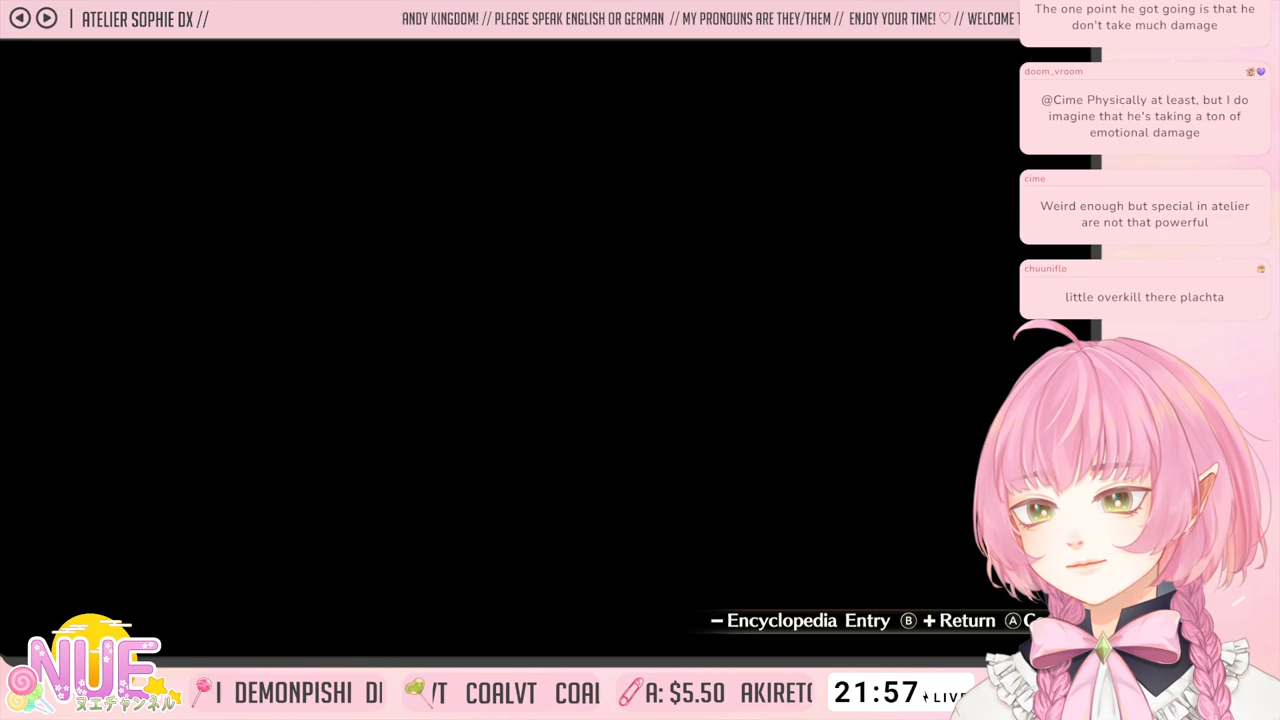 ATELIER SOPHIE DX //
ANDY KINGDOM! // PLEASE SPEAK ENGLISH OR GERMAN // MY PRONOUNS ARE THEY/THEM // ENJOY YOUR TIME! ♡ // WELCOME
The one point he got going is that he
don't take much damage
doom_vroom
@Cime Physically at least, but I do
imagine that he's taking a ton of
emotional damage
cime
Weird enough but special in atelier
are not that powerful
chuuniflo
little overkill there plachta
Encyclopedia Entry Ⓑ + Return Ⓐ
NUE
ヌエチャンネル
I DEMONPISHI
/T COALVT COAL
A: $5.50 AKIRET
21:57 LIVE